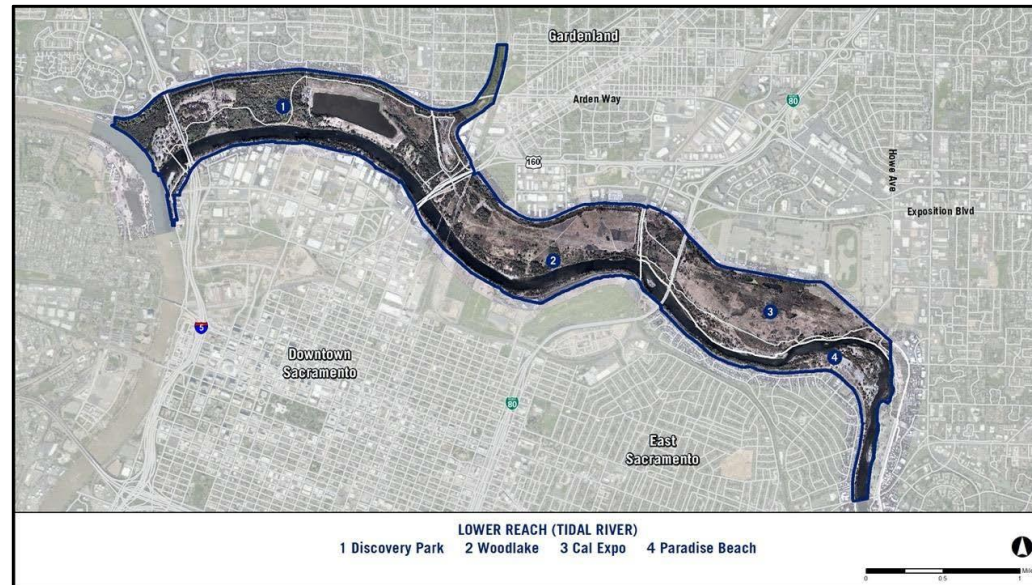 Gardenland
Arden Way
80
160
Howe Ave
Exposition Blvd
1
2
3
4
5
Downtown
Sacramento
80
East
Sacramento
LOWER REACH (TIDAL RIVER)
1 Discovery Park 2 Woodlake 3 Cal Expo 4 Paradise Beach
0 0.5 1